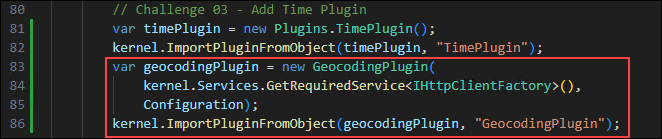 80 // Challenge 03 - Add Time Plugin
81 var timePlugin = new Plugins.TimePlugin();
82 kernel.ImportPluginFromObject(timePlugin, "TimePlugin");
83 var geocodingPlugin = new GeocodingPlugin(
84 kernel.Services.GetRequiredService<IHttpClientFactory>(),
85 Configuration);
86 kernel.ImportPluginFromObject(geocodingPlugin, "GeocodingPlugin");